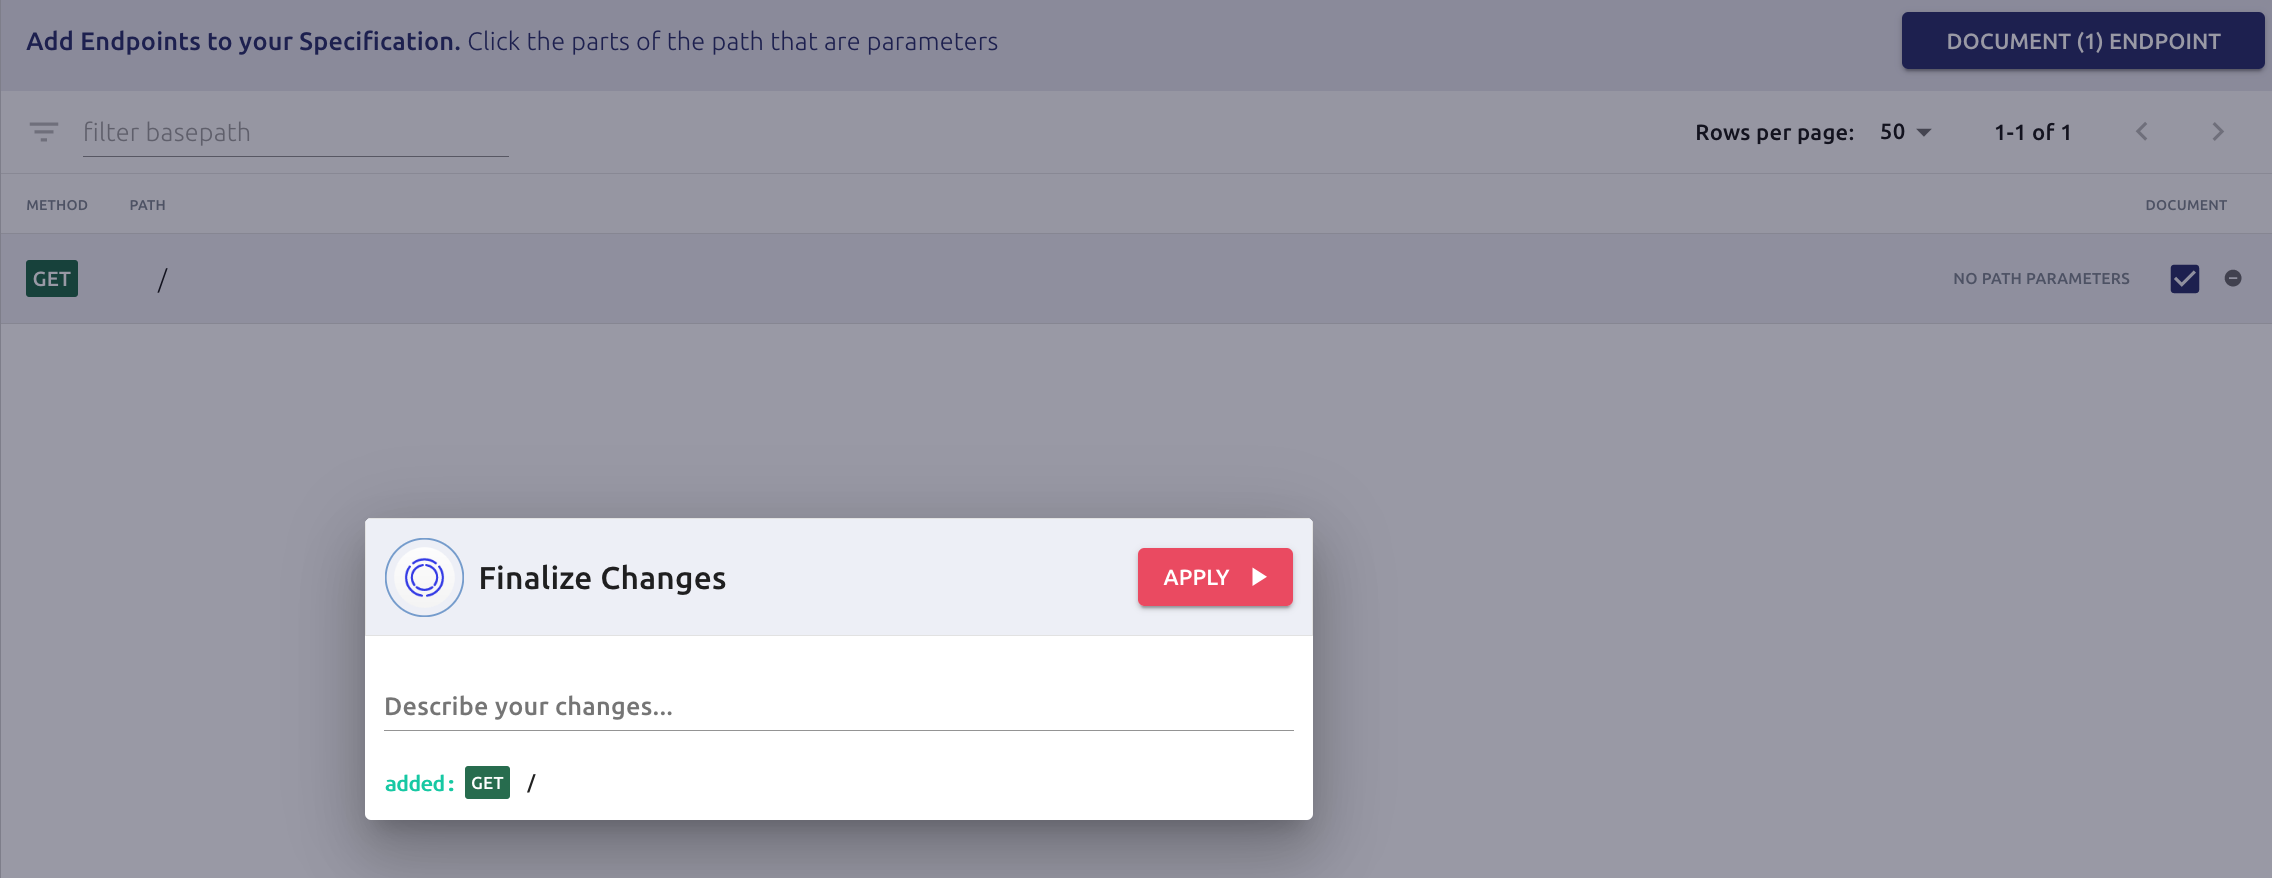 Add Endpoints to your Specification. Click the parts of the path that are parameters
DOCUMENT (1) ENDPOINT
filter basepath
Rows per page: 50 1-1 of 1
METHOD PATH DOCUMENT
GET / NO PATH PARAMETERS
Finalize Changes
APPLY
Describe your changes...
added: GET /